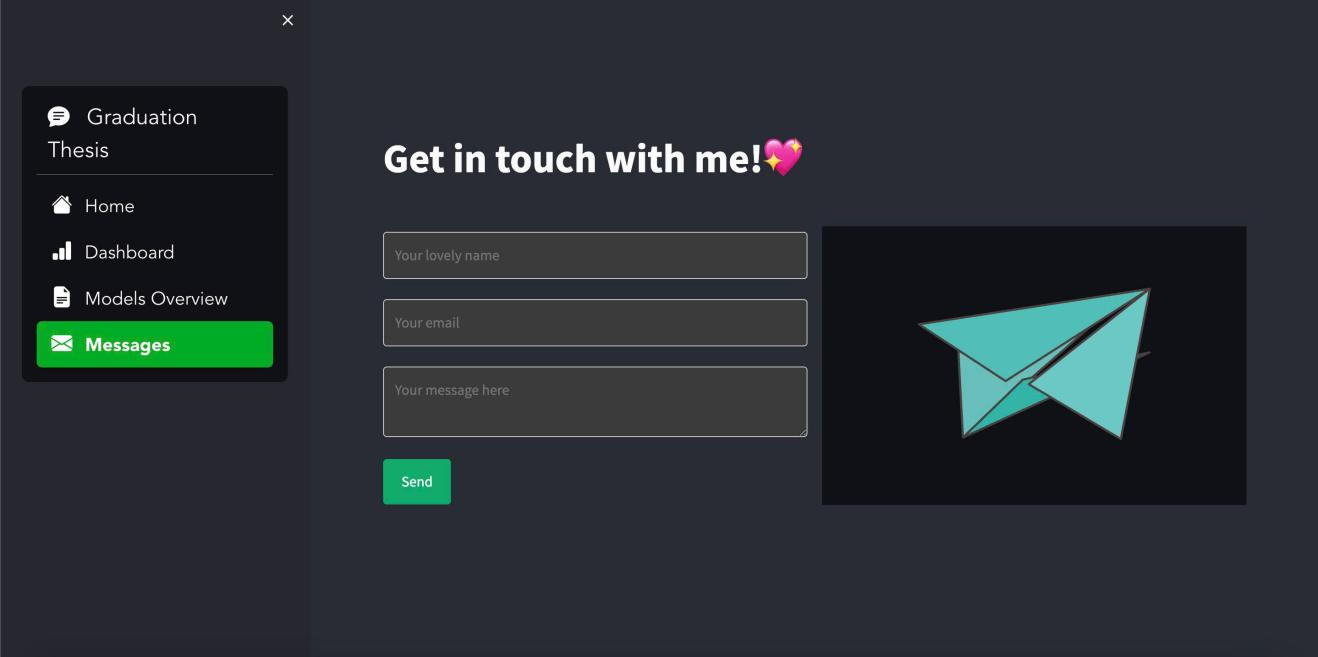 Graduation
Thesis
Home
Dashboard
Models Overview
Messages
Get in touch with me!💖
Your lovely name
Your email
Your message here
Send